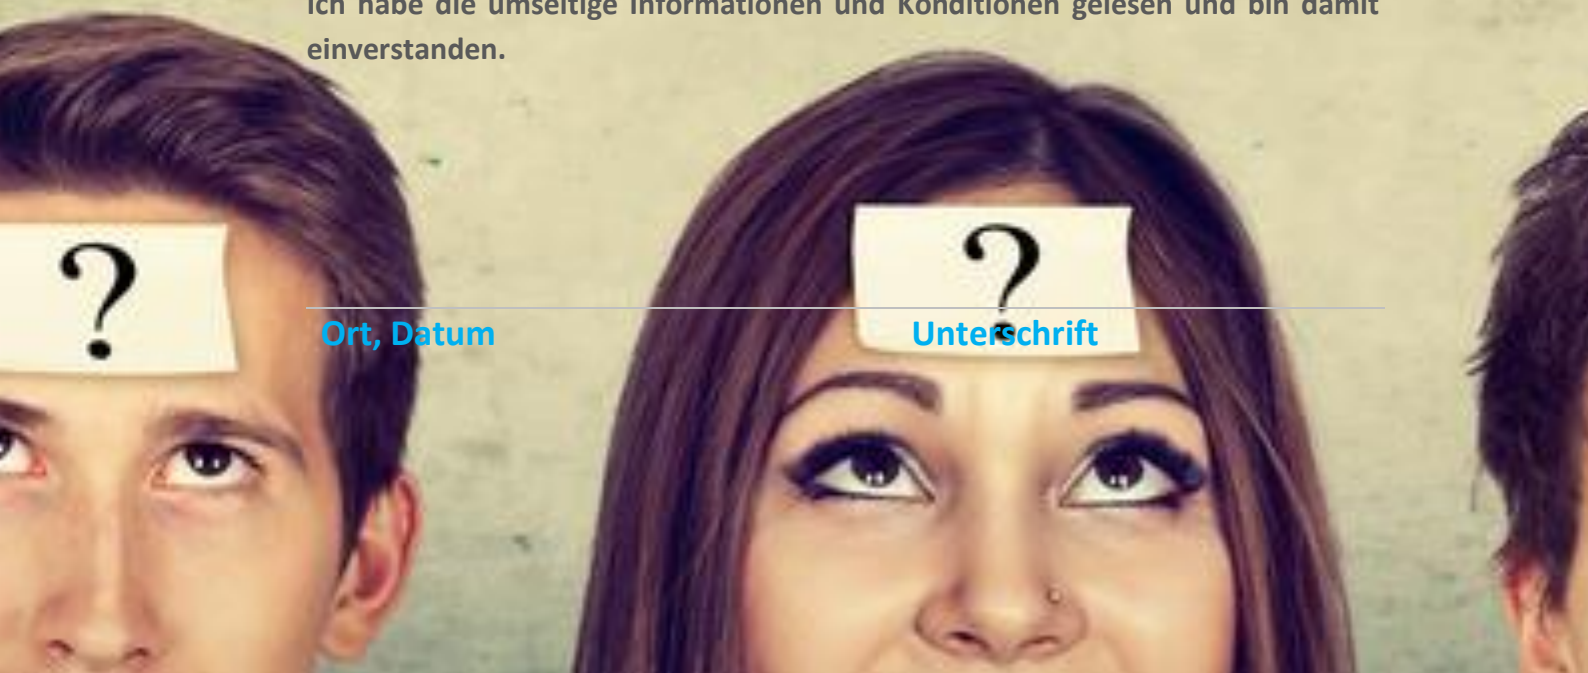 Ich habe die umseitige Informationen und Konditionen gelesen und bin damit
einverstanden.
?
?
Ort, Datum Unterschrift